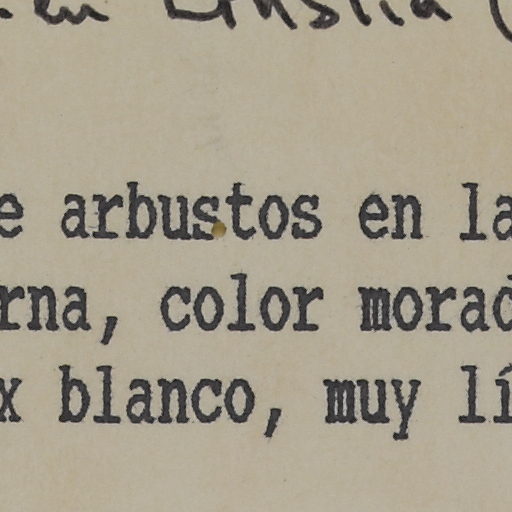 e arbustos en la
rna, color morad
x blanco, muy lí